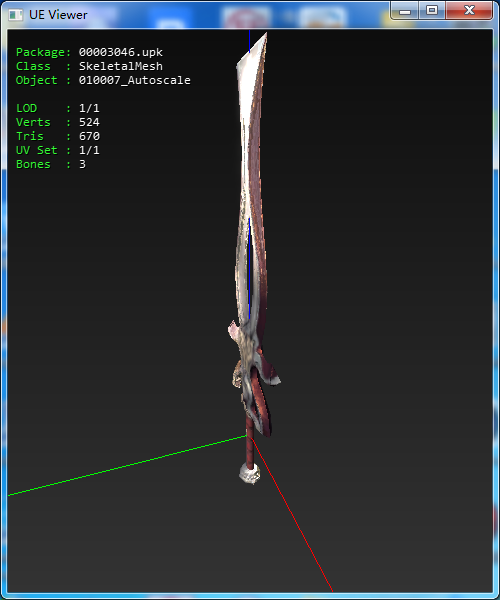 UE Viewer
Package: 00003046.upk
Class : SkeletalMesh
Object : 010007_Autoscale
LOD : 1/1
Verts : 524
Tris : 670
UV Set : 1/1
Bones : 3